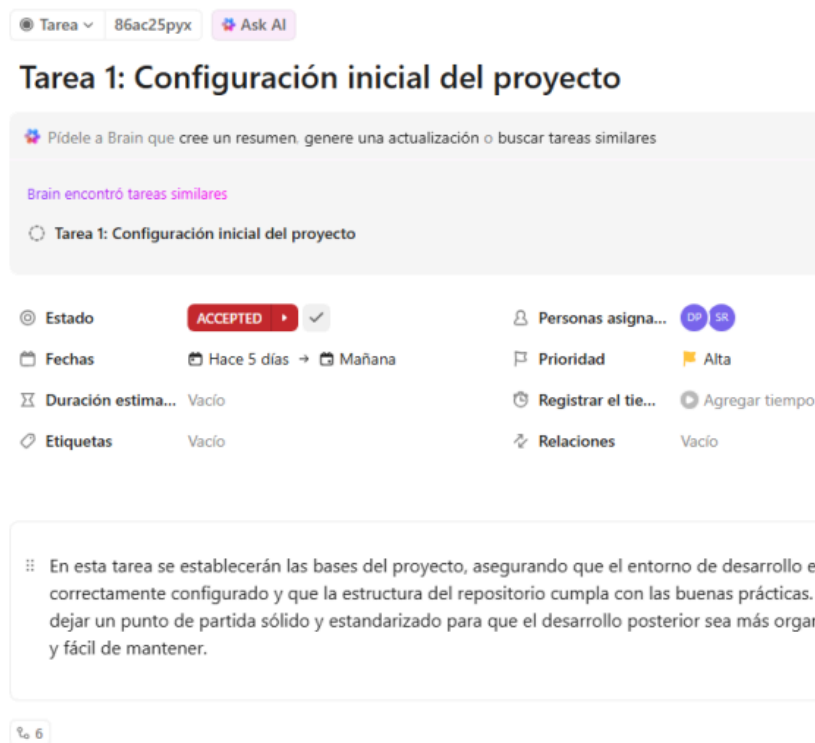 Tarea 86ac25pyx Ask AI
Tarea 1: Configuración inicial del proyecto
Pídele a Brain que cree un resumen, genere una actualización o buscar tareas similares
Brain encontró tareas similares
Tarea 1: Configuración inicial del proyecto
Estado ACCEPTED Personas asigna... DP SR
Fechas Hace 5 días → Mañana Prioridad Alta
Duración estima... Vacío Registrar el tie... Agregar tiempo
Etiquetas Vacío Relaciones Vacío
En esta tarea se establecerán las bases del proyecto, asegurando que el entorno de desarrollo e
correctamente configurado y que la estructura del repositorio cumpla con las buenas prácticas.
dejar un punto de partida sólido y estandarizado para que el desarrollo posterior sea más orga
y fácil de mantener.
6